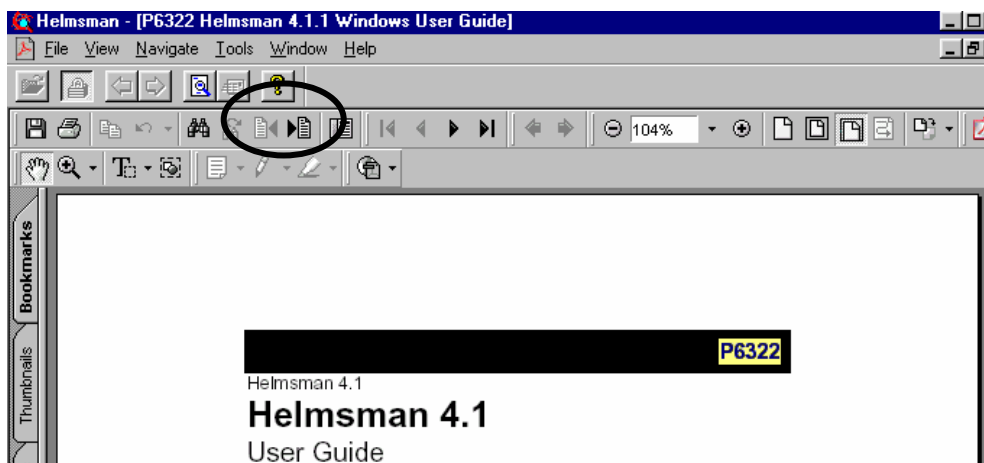 Helmsman - [P6322 Helmsman 4.1.1 Windows User Guide]
File View Navigate Tools Window Help
104%
Bookmarks
Thumbnails
P6322
Helmsman 4.1
Helmsman 4.1
User Guide